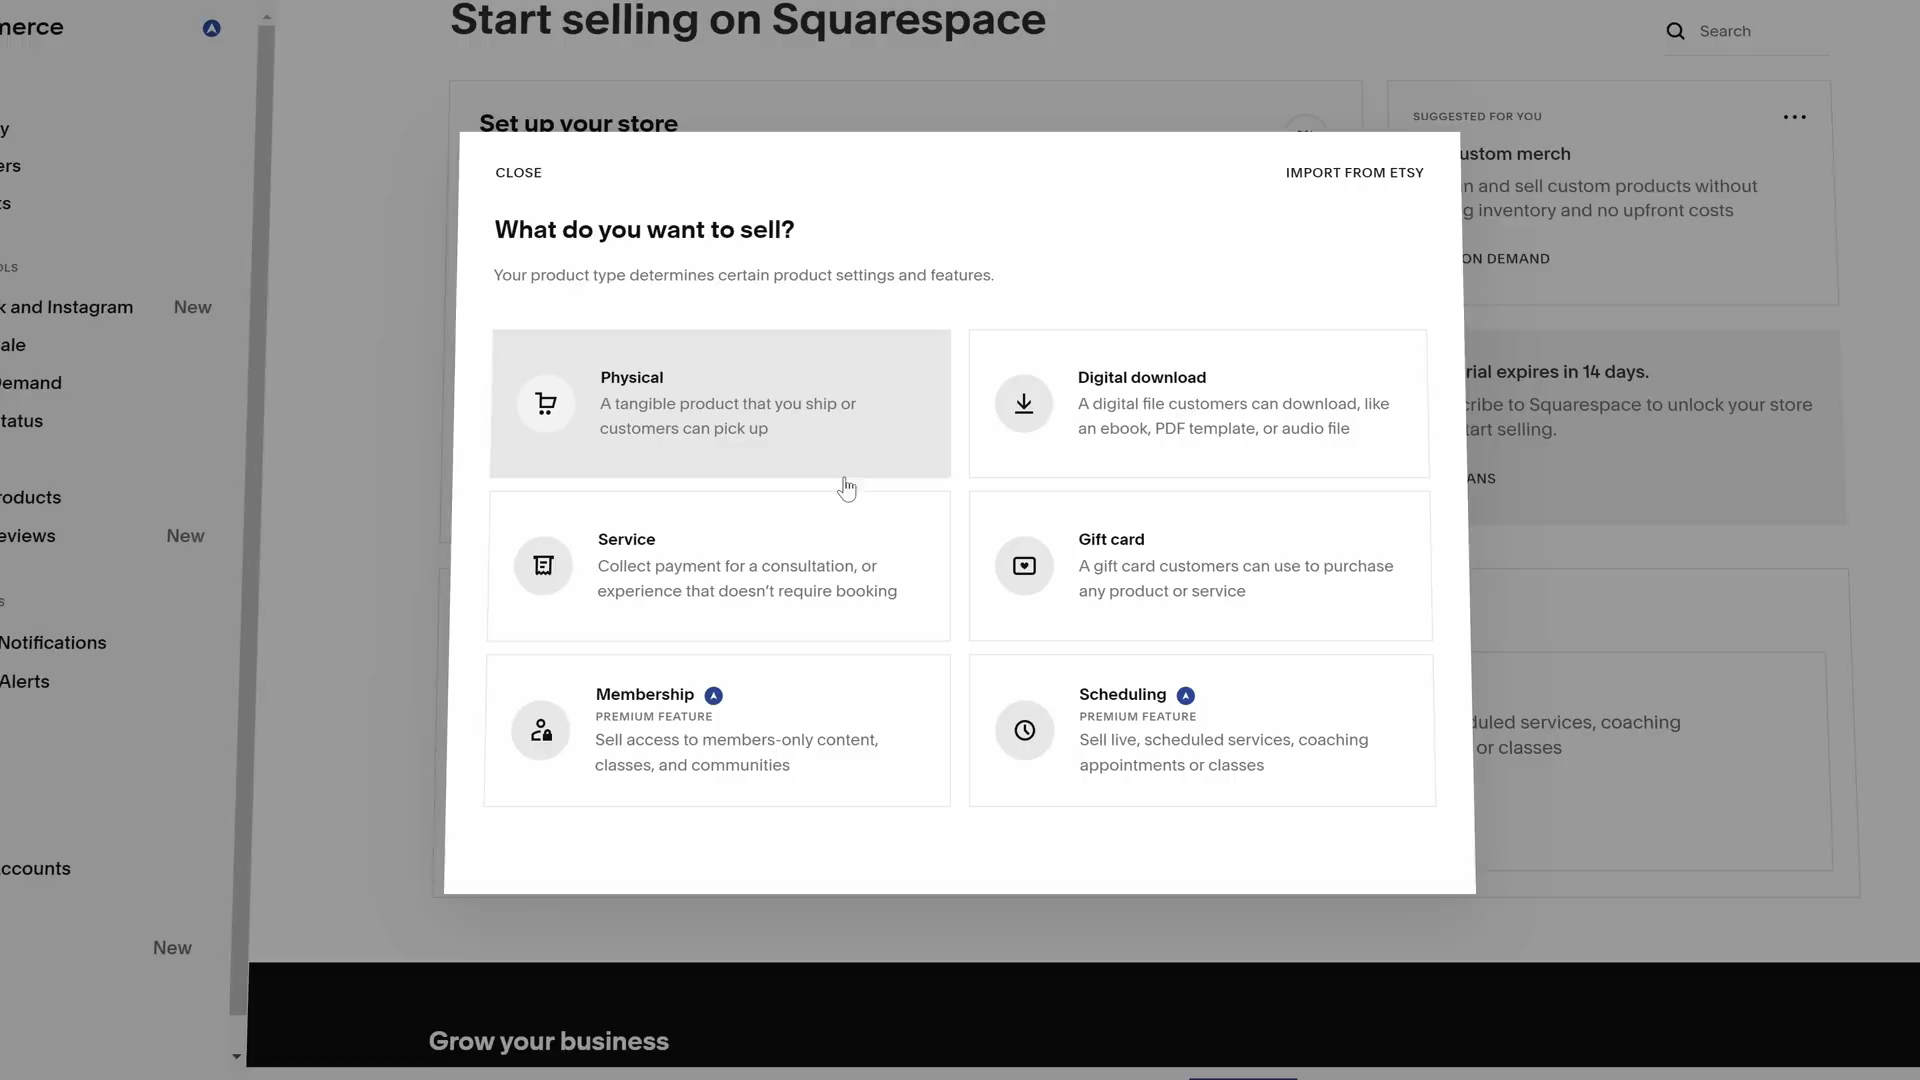 merce
Start selling on Squarespace
Search
Set up your store
SUGGESTED FOR YOU
ustom merch
n and sell custom products without
g inventory and no upfront costs
ON DEMAND
y
ers
ts
OLS
k and Instagram New
ale
Demand
tatus
roducts
eviews New
S
Notifications
Alerts
ccounts
New
CLOSE
IMPORT FROM ETSY
What do you want to sell?
Your product type determines certain product settings and features.
Physical
A tangible product that you ship or
customers can pick up
Digital download
A digital file customers can download, like
an ebook, PDF template, or audio file
Service
Collect payment for a consultation, or
experience that doesn’t require booking
Gift card
A gift card customers can use to purchase
any product or service
Membership
PREMIUM FEATURE
Sell access to members-only content,
classes, and communities
Scheduling
PREMIUM FEATURE
Sell live, scheduled services, coaching
appointments or classes
rial expires in 14 days.
cribe to Squarespace to unlock your store
tart selling.
ANS
duled services, coaching
or classes
Grow your business